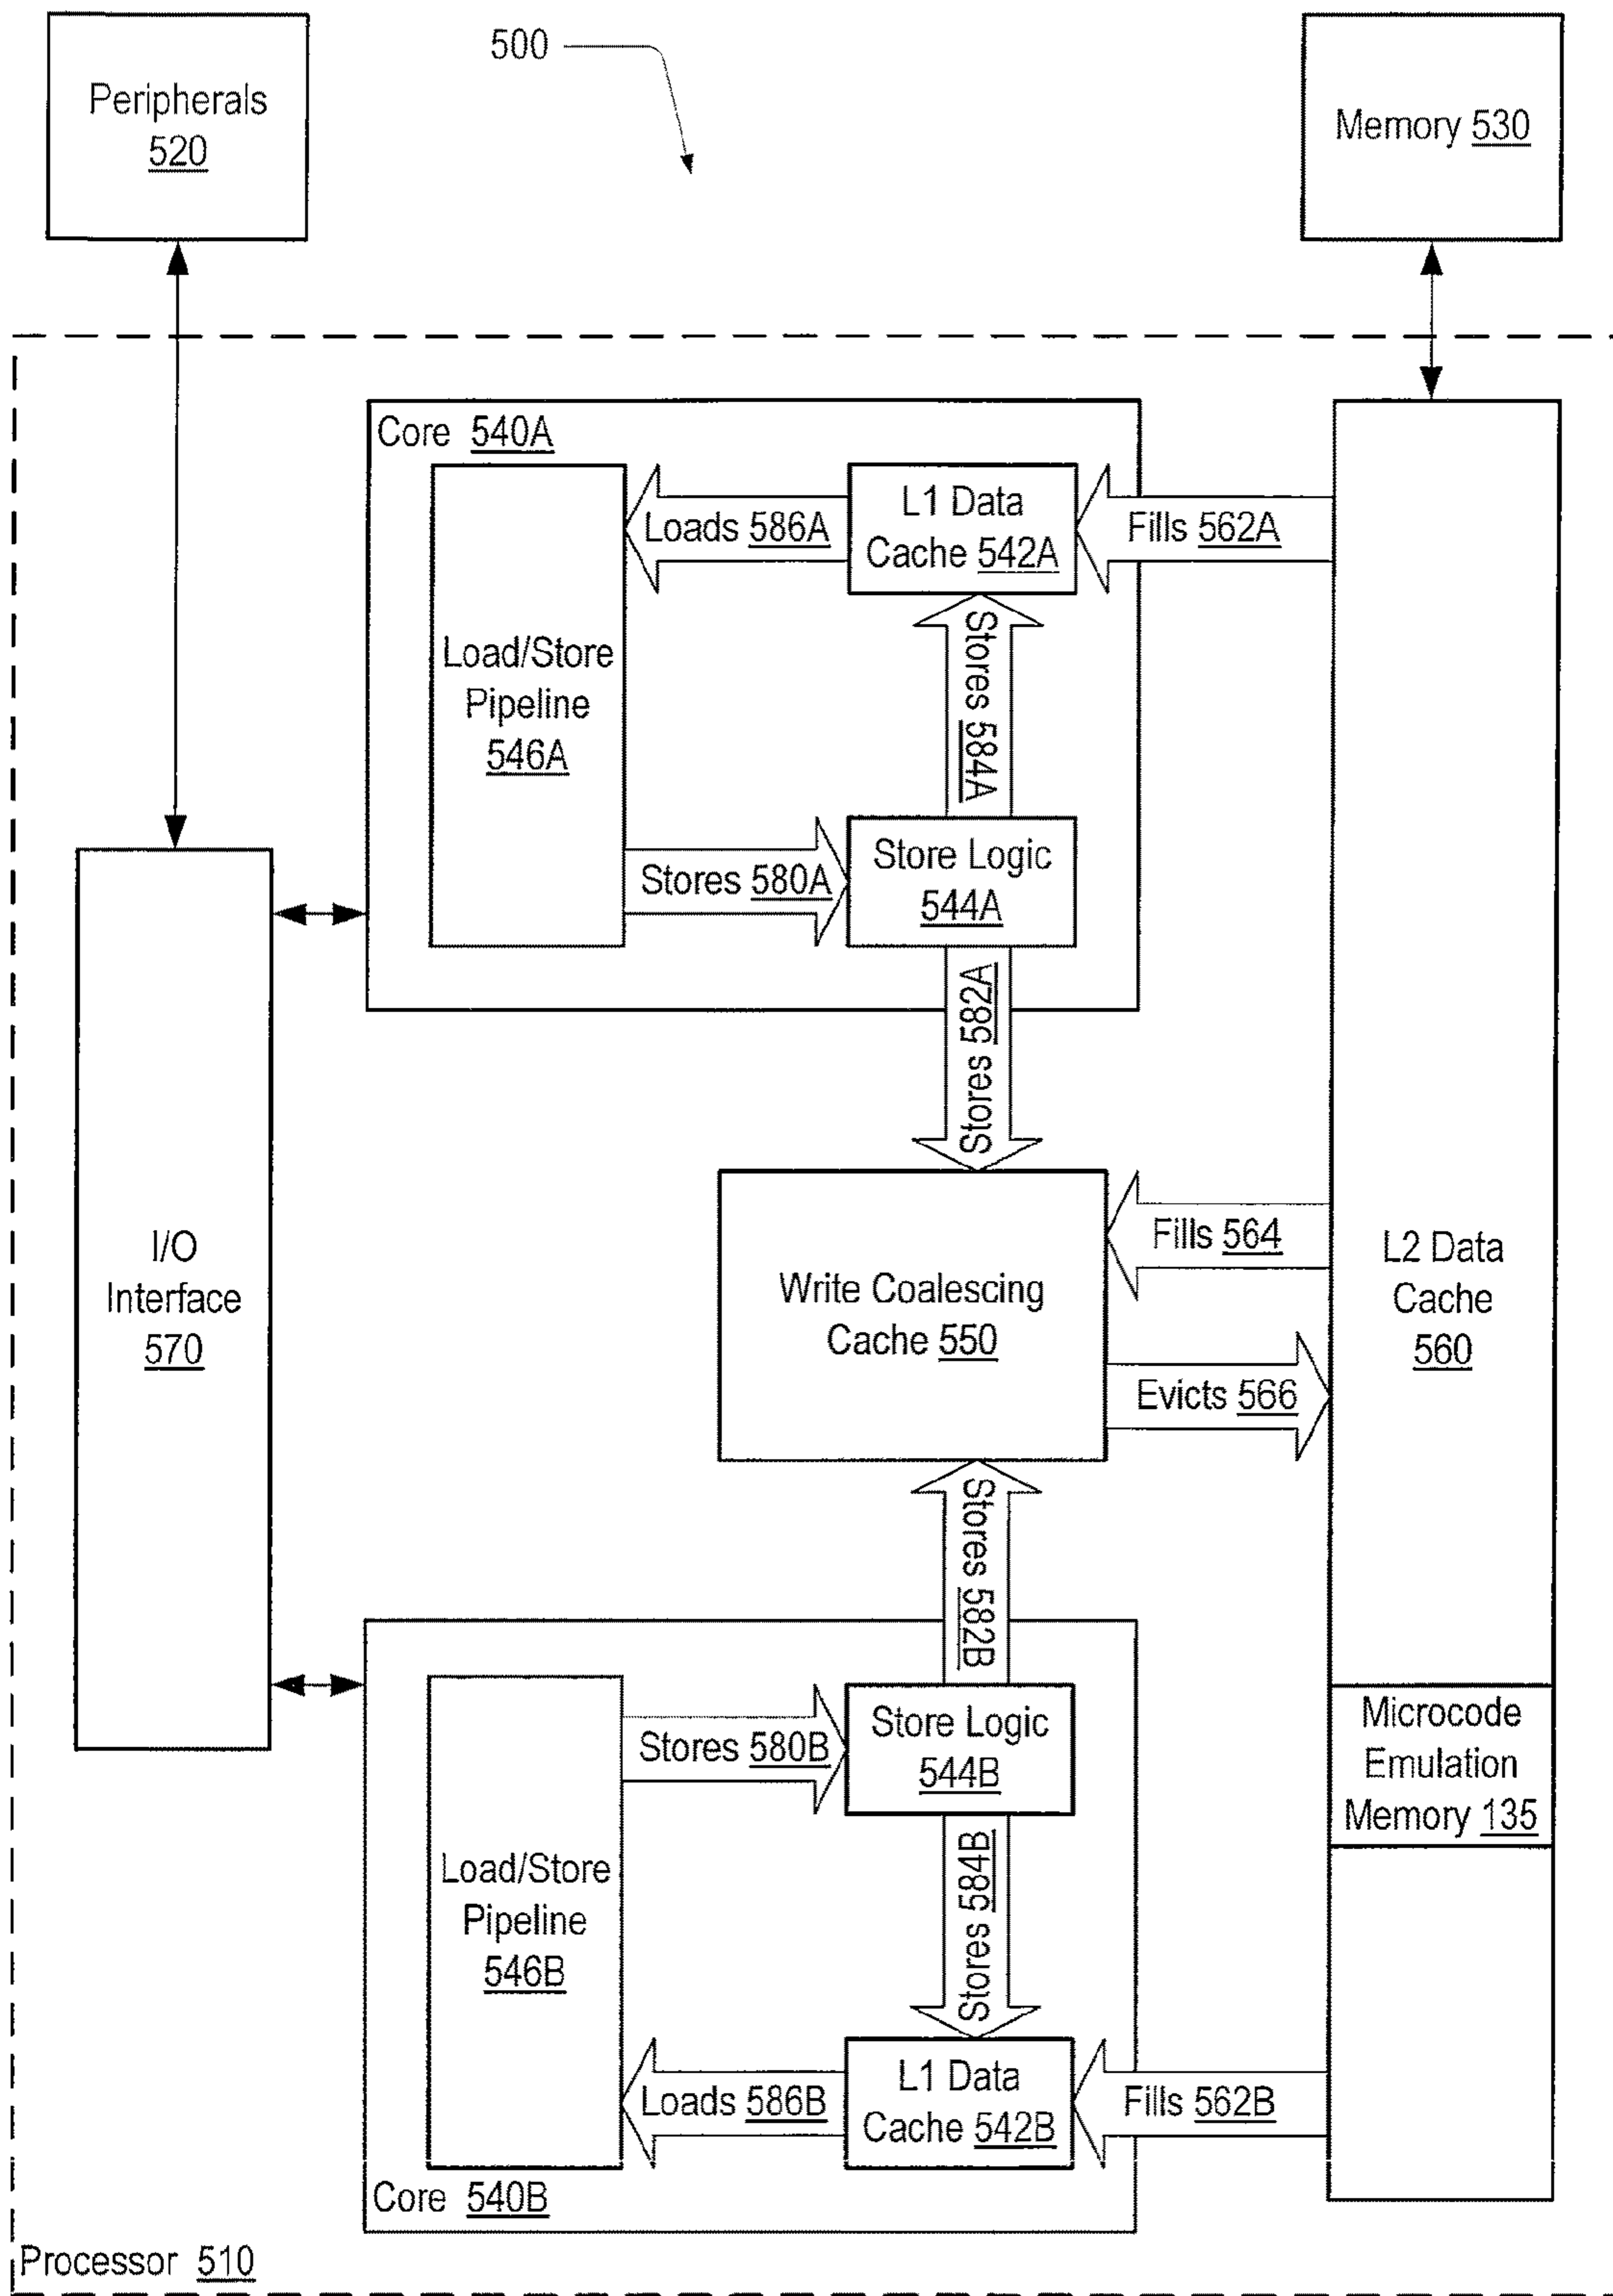 500
Peripherals
520
Memory 530
Core 540A
L1 Data
Cache 542A
Loads 586A
Fills 562A
Load/Store
Pipeline
546A
Stores 584A
Stores 580A
Store Logic
544A
Stores 582A
I/O
Interface
570
Write Coalescing
Cache 550
Fills 564
Evicts 566
L2 Data
Cache
560
Stores 582B
Load/Store
Pipeline
546B
Stores 580B
Store Logic
544B
Microcode
Emulation
Memory 135
Stores 584B
Loads 586B
L1 Data
Cache 542B
Fills 562B
Core 540B
Processor 510